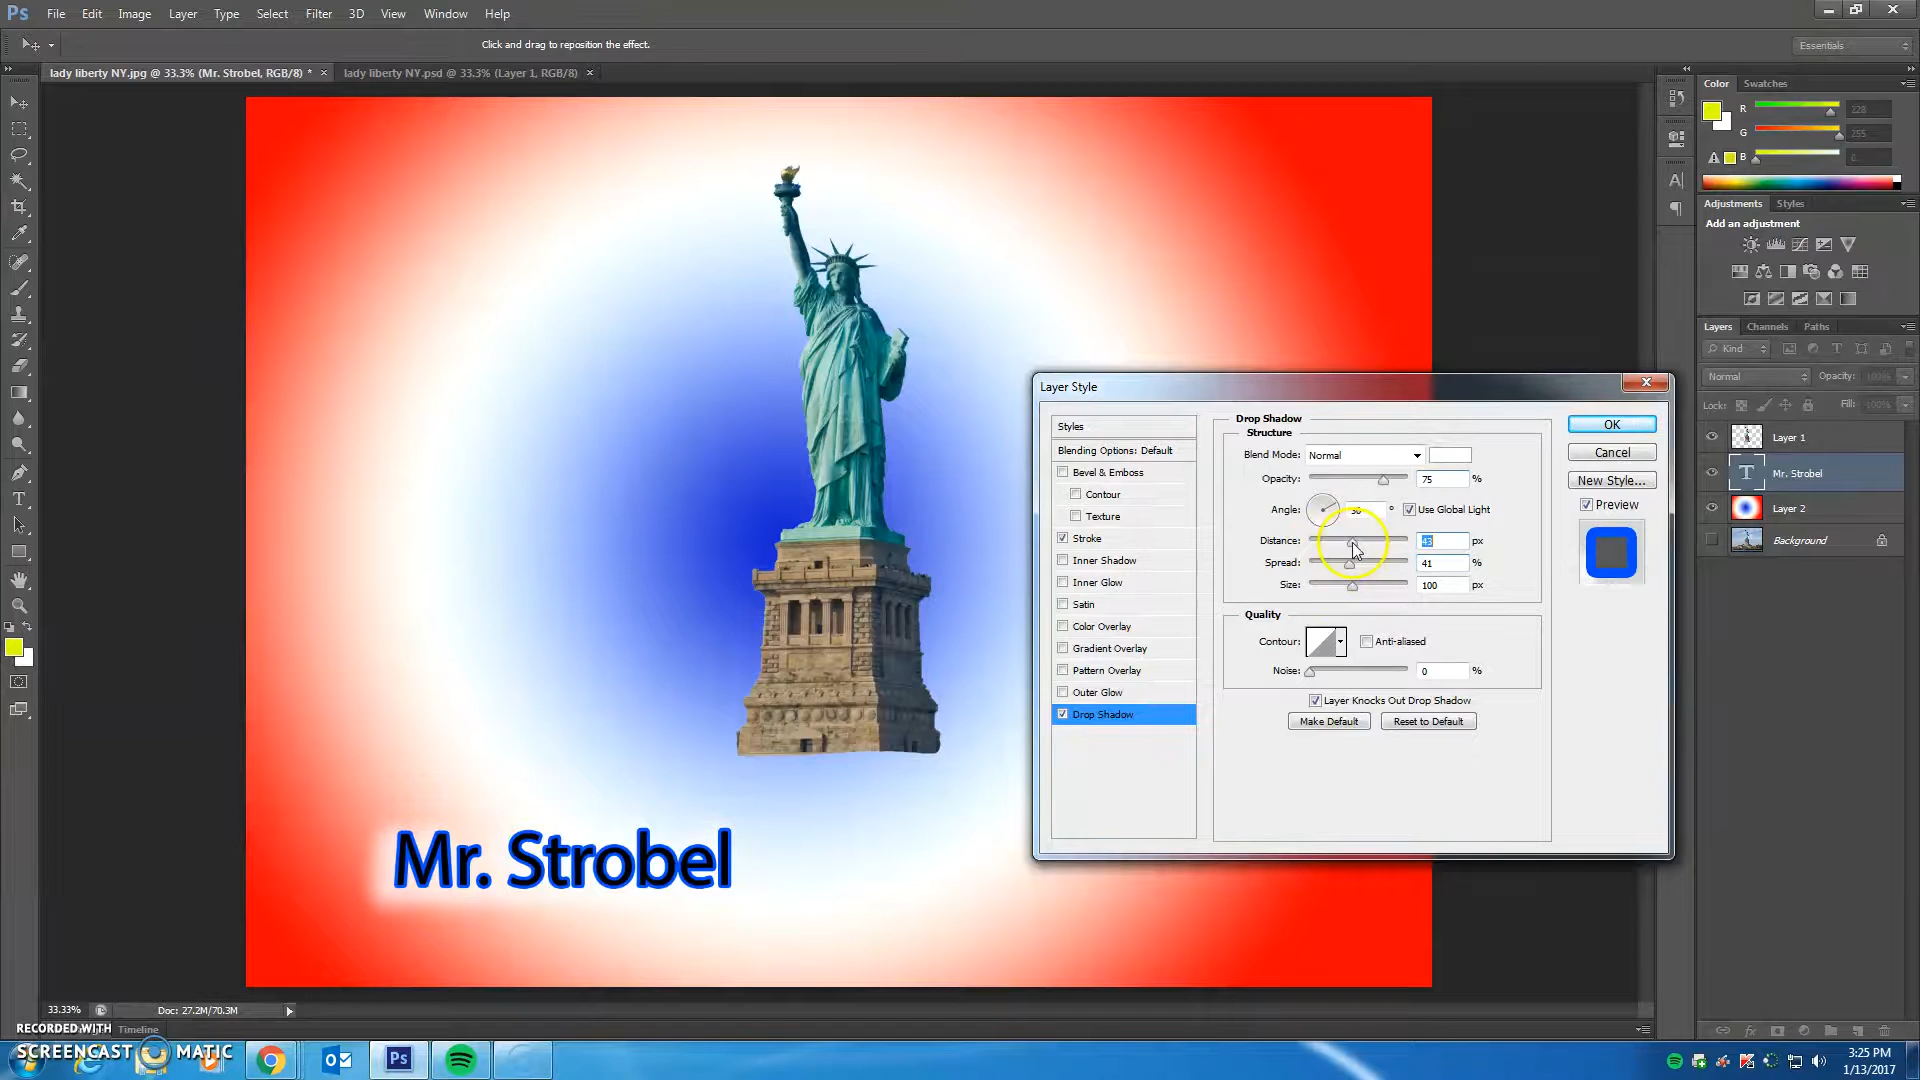 Ps File Edit Image Layer Type Select Filter 3D View Window Help
Click and drag to reposition the effect.
Essentials
lady liberty NY.jpg @ 33.3% (Mr. Strobel, RGB/8) * × lady liberty NY.psd @ 33.3% (Layer 1, RGB/8) ×
Color Swatches
R 228
G 255
B
Adjustments Styles
Add an adjustment
Layers Channels Paths
Kind
Normal Opacity: 100%
Lock: Fill: 100%
Layer 1
T Mr. Strobel
Layer 2
Background
Layer Style
Styles
Blending Options: Default
Bevel & Emboss
Contour
Texture
Stroke
Inner Shadow
Inner Glow
Satin
Color Overlay
Gradient Overlay
Pattern Overlay
Outer Glow
Drop Shadow
Drop Shadow
Structure
Blend Mode: Normal
Opacity: 75 %
Angle: 30 ° Use Global Light
Distance: 43 px
Spread: 41 %
Size: 100 px
Quality
Contour: Anti-aliased
Noise: 0 %
Layer Knocks Out Drop Shadow
Make Default Reset to Default
OK
Cancel
New Style...
Preview
Mr. Strobel
33.33% Doc: 27.2M/70.3M
Timeline
RECORDED WITH
SCREENCAST MATIC
Ps
3:25 PM
1/13/2017